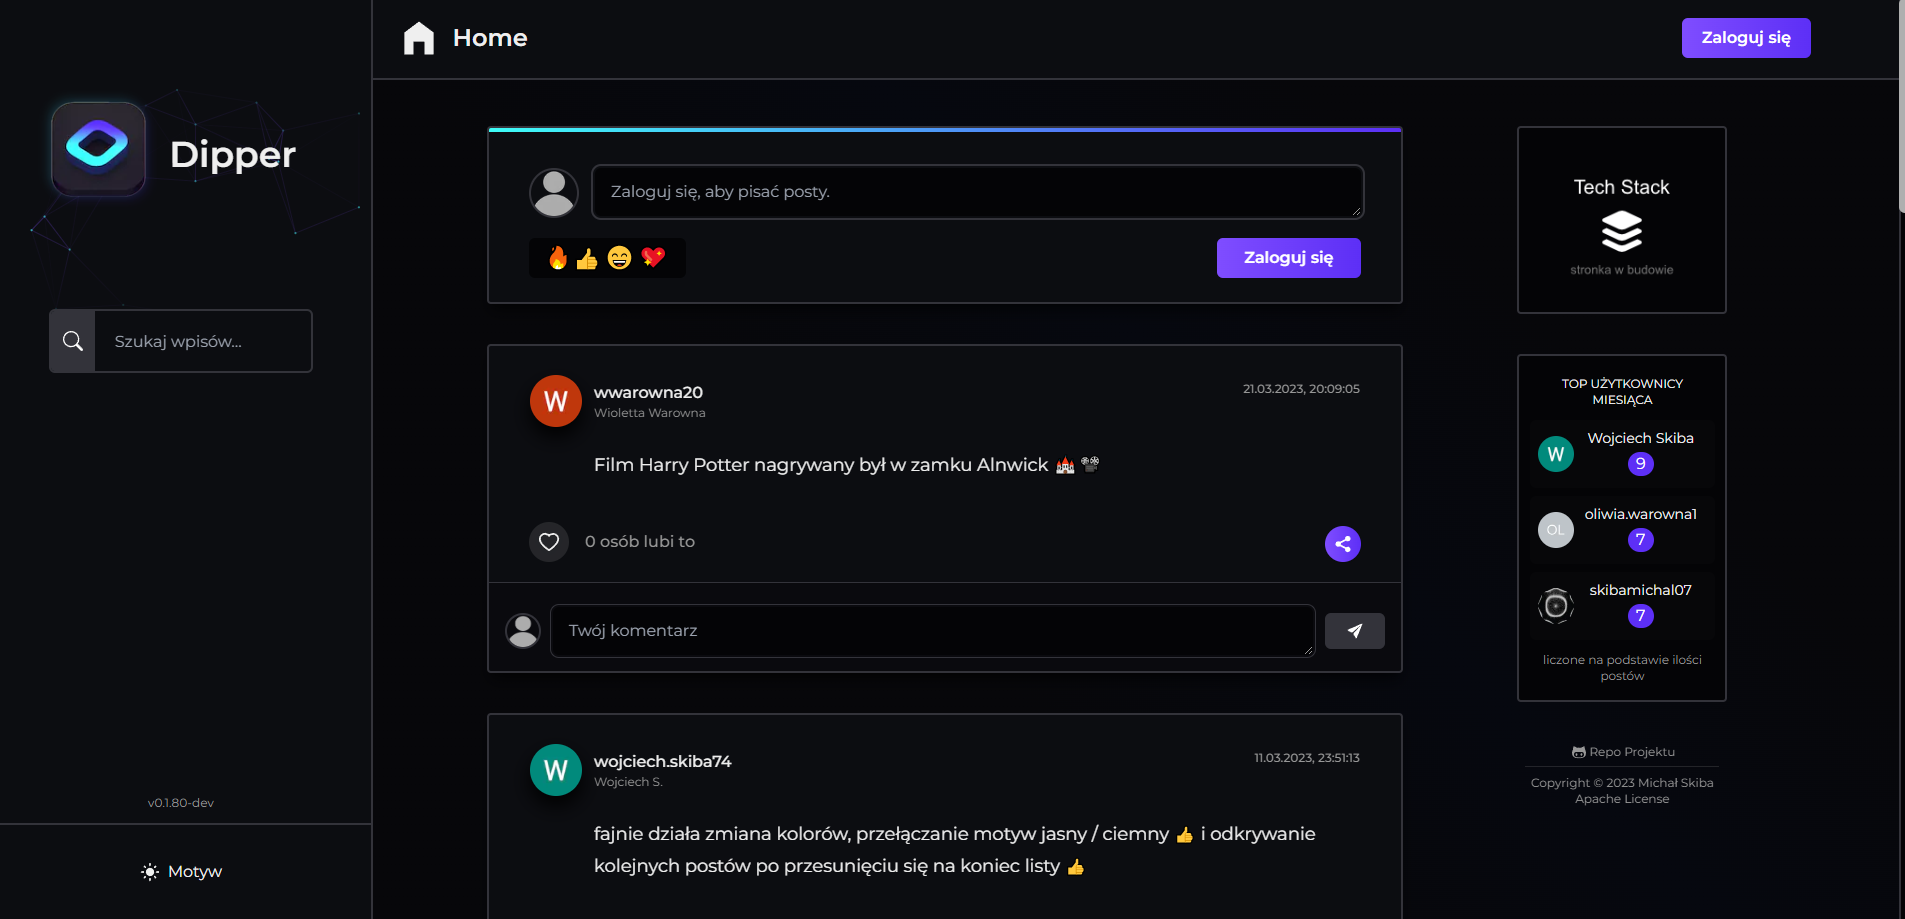 Dipper
Szukaj wpisów...
v0.1.80-dev
Motyw
Home
Zaloguj się
Zaloguj się, aby pisać posty.
🔥 👍 😄 💖
Zaloguj się
W
wwarowna20
Wioletta Warowna
21.03.2023, 20:09:05
Film Harry Potter nagrywany był w zamku Alnwick 🏰 📽
0 osób lubi to
Twój komentarz
W
wojciech.skiba74
Wojciech S.
11.03.2023, 23:51:13
fajnie działa zmiana kolorów, przełączanie motyw jasny / ciemny 👍 i odkrywanie
kolejnych postów po przesunięciu się na koniec listy 👍
Tech Stack
stronka w budowie
TOP UŻYTKOWNICY
MIESIĄCA
W
Wojciech Skiba
9
OL
oliwia.warowna1
7
skibamichal07
7
liczone na podstawie ilości
postów
Repo Projektu
Copyright © 2023 Michał Skiba
Apache License